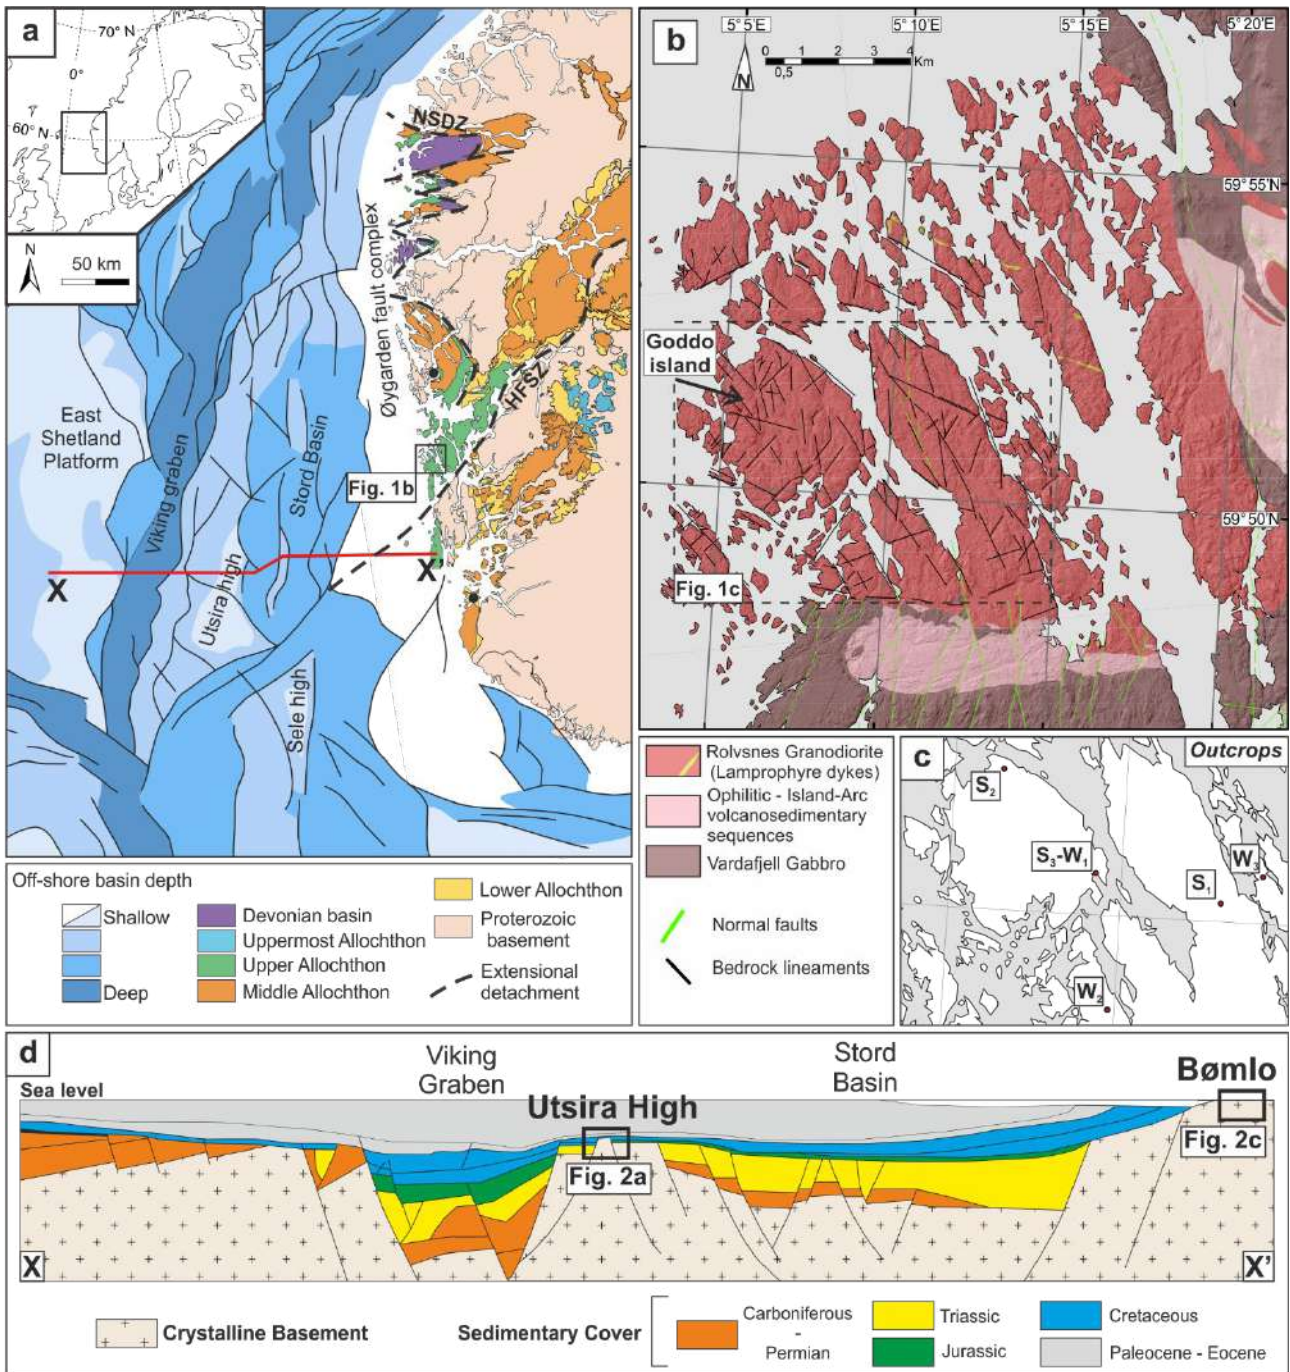 a
70° N
0°
60° N
N
50 km
NSDZ
Øygarden fault complex
HFSZ
East
Shetland
Platform
Viking graben
Stord Basin
Fig. 1b
Utsira high
X
X'
Sele high
Off-shore basin depth
Shallow
Deep
Devonian basin
Uppermost Allochthon
Upper Allochthon
Middle Allochthon
Lower Allochthon
Proterozoic
basement
Extensional
detachment
b
5° 5'E
5° 10'E
5° 15'E
5° 20'E
0 1 2 3 4
0,5
Km
N
59° 55'N
Goddo
island
59° 50'N
Fig. 1c
Rolvsnes Granodiorite
(Lamprophyre dykes)
Ophilitic - Island-Arc
volcanosedimentary
sequences
Vardafjell Gabbro
Normal faults
Bedrock lineaments
c
Outcrops
S2
S3-W1
W3
S1
W2
d
Viking
Graben
Stord
Basin
Bømlo
Sea level
Utsira High
Fig. 2a
Fig. 2c
X
X'
Crystalline Basement
Sedimentary Cover
Carboniferous
-
Permian
Triassic
Jurassic
Cretaceous
Paleocene - Eocene